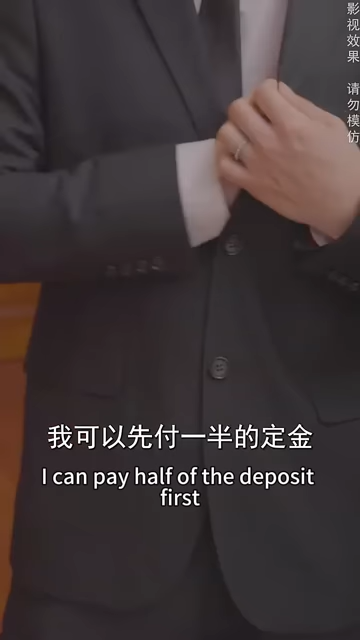 影视效果 请勿模仿
我可以先付一半的定金
I can pay half of the deposit
first